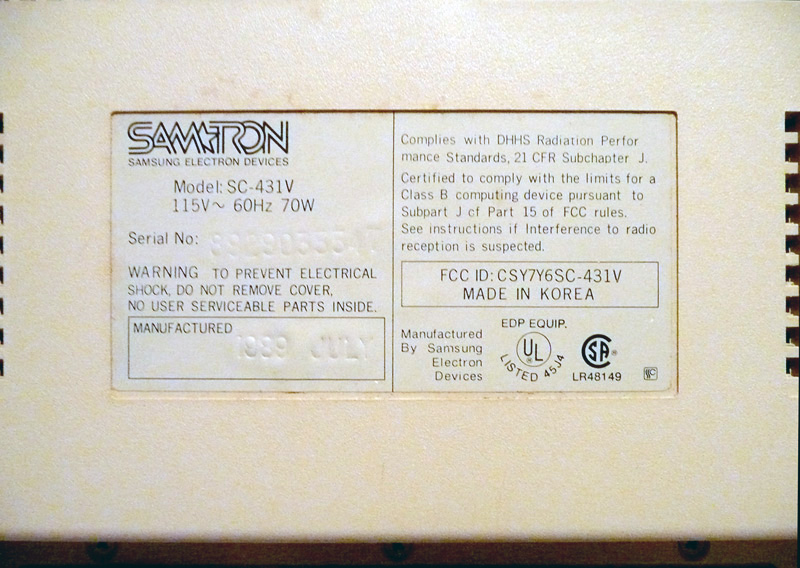 SAMTRON
SAMSUNG ELECTRON DEVICES
Model: SC-431V
115V~ 60Hz 70W
Serial No:
WARNING TO PREVENT ELECTRICAL
SHOCK, DO NOT REMOVE COVER,
NO USER SERVICEABLE PARTS INSIDE.
MANUFACTURED
1989 JULY
Complies with DHHS Radiation Perfor
mance Standards, 21 CFR Subchapter J.
Certified to comply with the limits for a
Class B computing device pursuant to
Subpart J cf Part 15 of FCC rules.
See instructions if Interference to radio
reception is suspected.
FCC ID: CSY7Y6SC-431V
MADE IN KOREA
Manufactured
By Samsung
Electron
Devices
EDP EQUIP.
UL
®
LISTED 45J4
CSA ®
LR48149